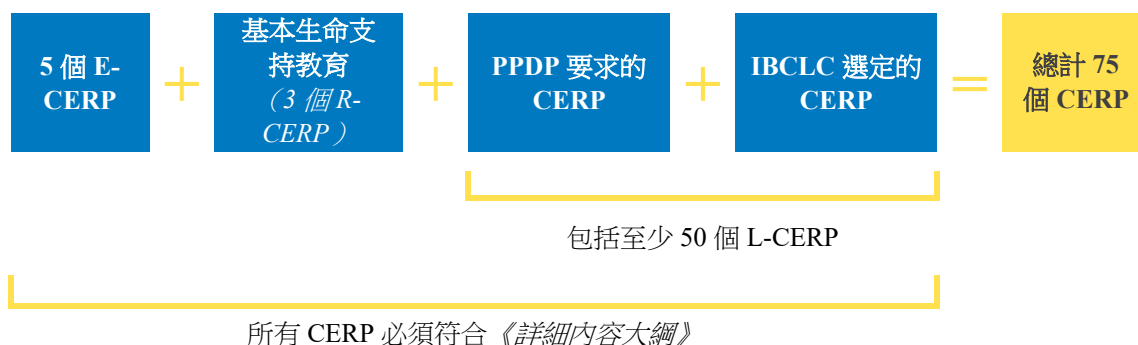 5 個 E-
CERP
+
基本生命支
持教育
（3 個 R-
CERP）
+
PPDP 要求的
CERP
+
IBCLC 選定的
CERP
=
總計 75
個 CERP
包括至少 50 個 L-CERP
所有 CERP 必須符合《詳細內容大綱》